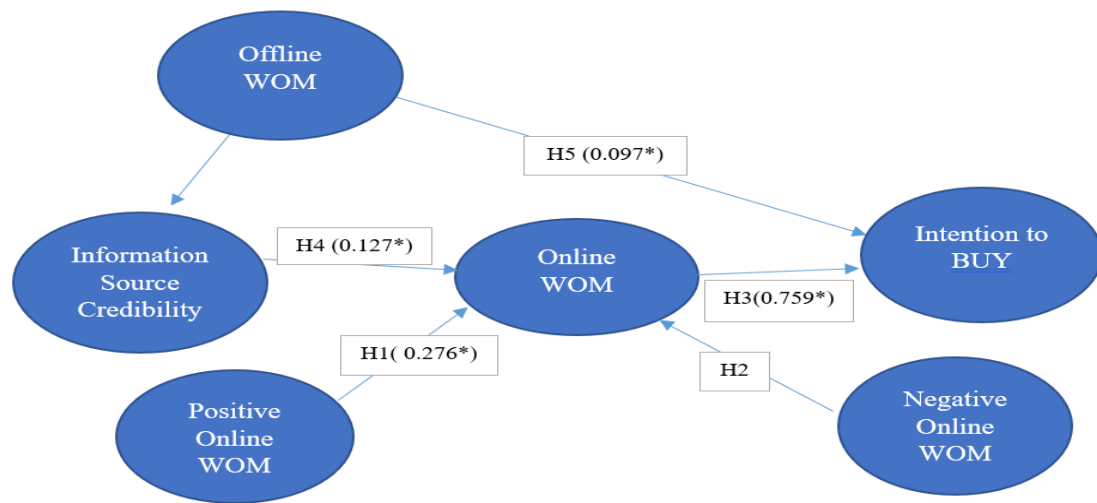 Offline
WOM
H5 (0.097*)
Information
Source
Credibility
H4 (0.127*)
Online
WOM
Intention to
BUY
H3(0.759*)
H1( 0.276*)
H2
Positive
Online
WOM
Negative
Online
WOM